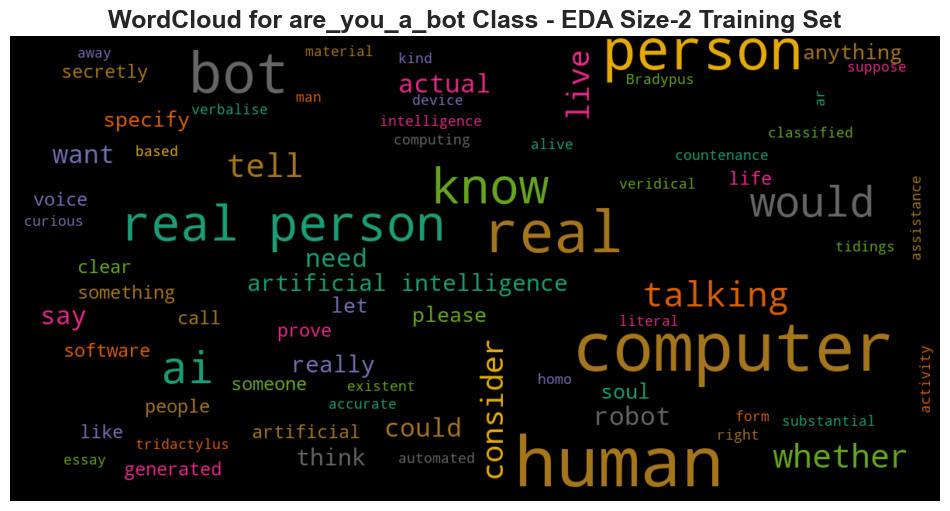 WordCloud for are_you_a_bot Class - EDA Size-2 Training Set
away
material
kind
person
anything
secretly
bot
actual
live
Bradypus
suppose
man
device
verbalise
ar
specify
intelligence
computing
classified
want
based
tell
alive
countenance
know
veridical
life
voice
real person
would
assistance
curious
real
tidings
clear
need
something
artificial intelligence
talking
say
call
let
please
literal
prove
computer
software
ai
really
consider
someone
existent
homo
soul
activity
people
accurate
robot
form
substantial
like
tridactylus
artificial
could
right
essay
generated
think
automated
human
whether